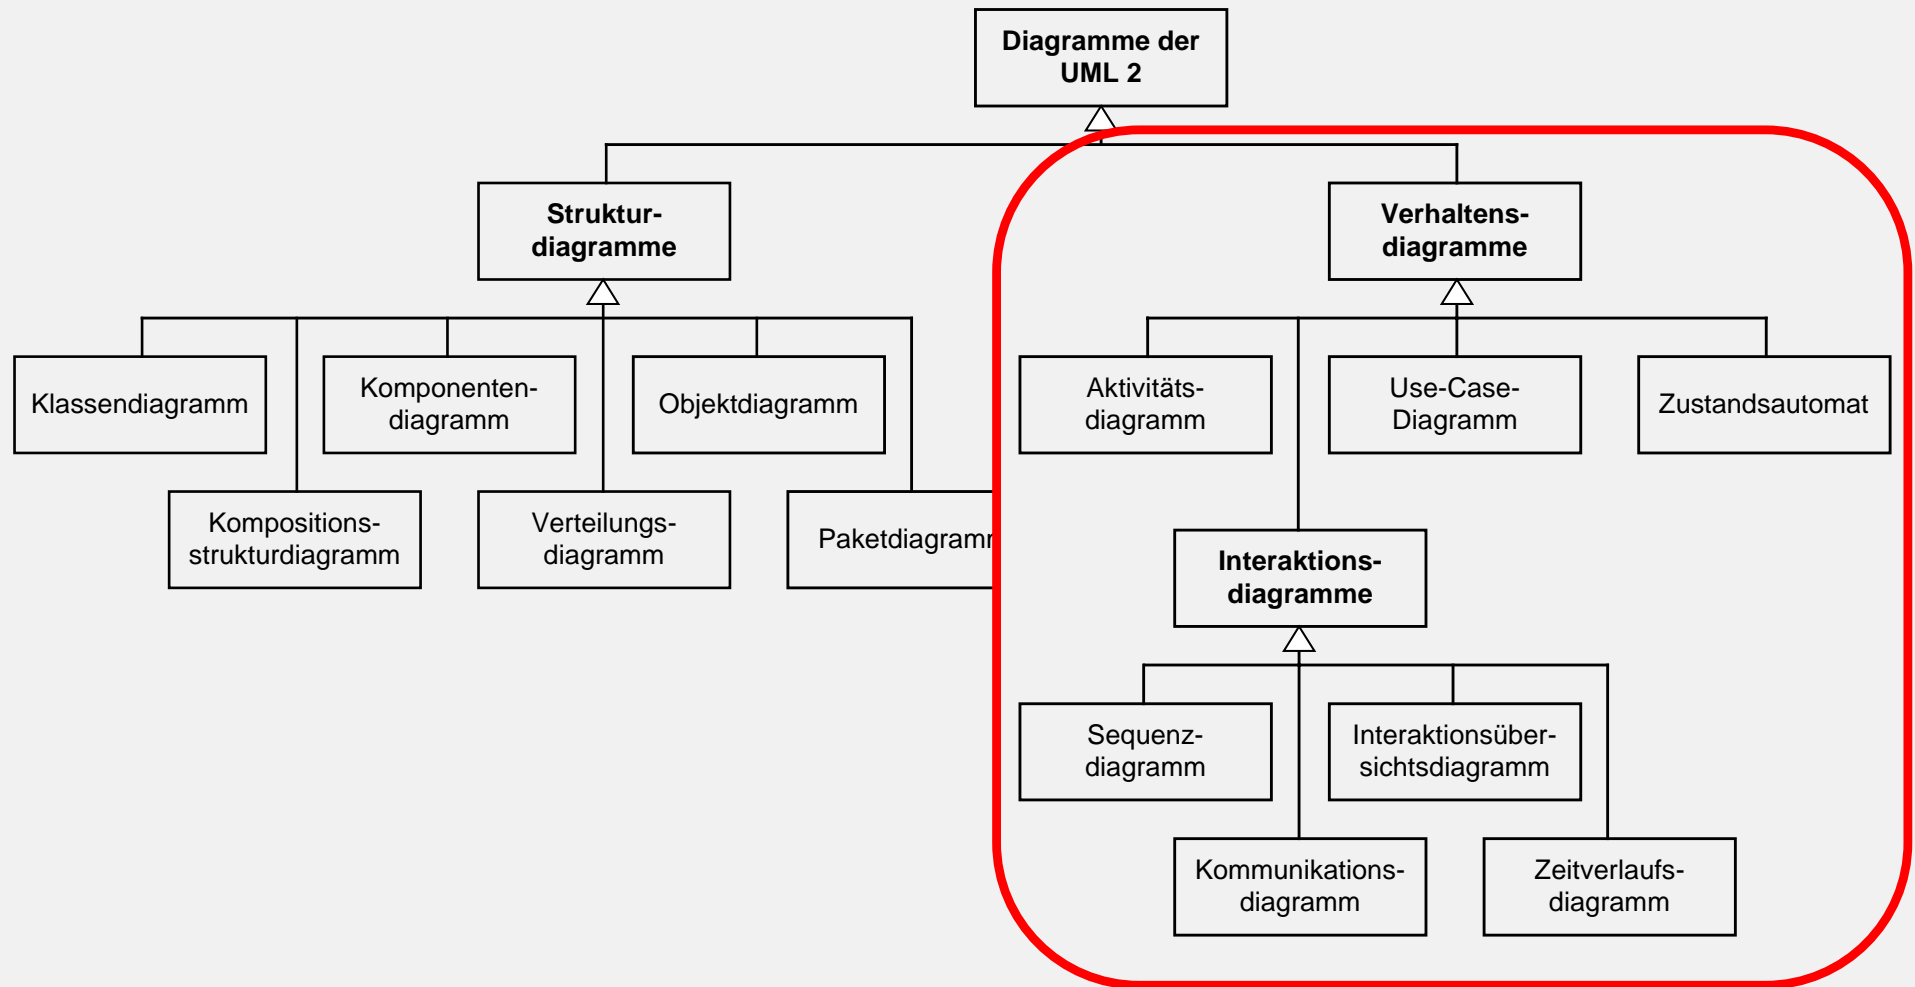 Diagramme der
UML 2
Struktur-
diagramme
Verhaltens-
diagramme
Klassendiagramm
Komponenten-
diagramm
Objektdiagramm
Aktivitäts-
diagramm
Use-Case-
Diagramm
Zustandsautomat
Kompositions-
strukturdiagramm
Verteilungs-
diagramm
Paketdiagramm
Interaktions-
diagramme
Sequenz-
diagramm
Interaktionsüber-
sichtsdiagramm
Kommunikations-
diagramm
Zeitverlaufs-
diagramm